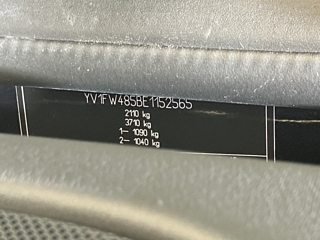 YV1FW485BE1152565
2110 kg
3710 kg
1– 1090 kg
2– 1040 kg